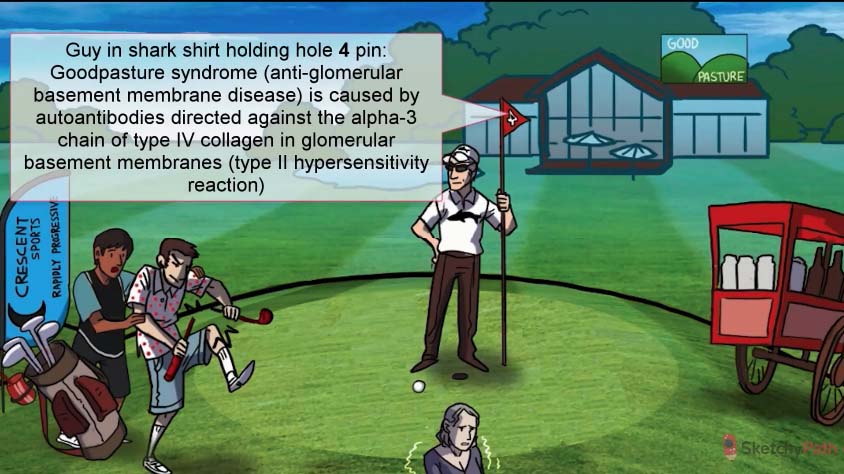 Guy in shark shirt holding hole 4 pin:
Goodpasture syndrome (anti-glomerular
basement membrane disease) is caused by
autoantibodies directed against the alpha-3
chain of type IV collagen in glomerular
basement membranes (type II hypersensitivity
reaction)
GOOD
PASTURE
4
CRESCENT
SPORTS
RAPIDLY PROGRESSIVE